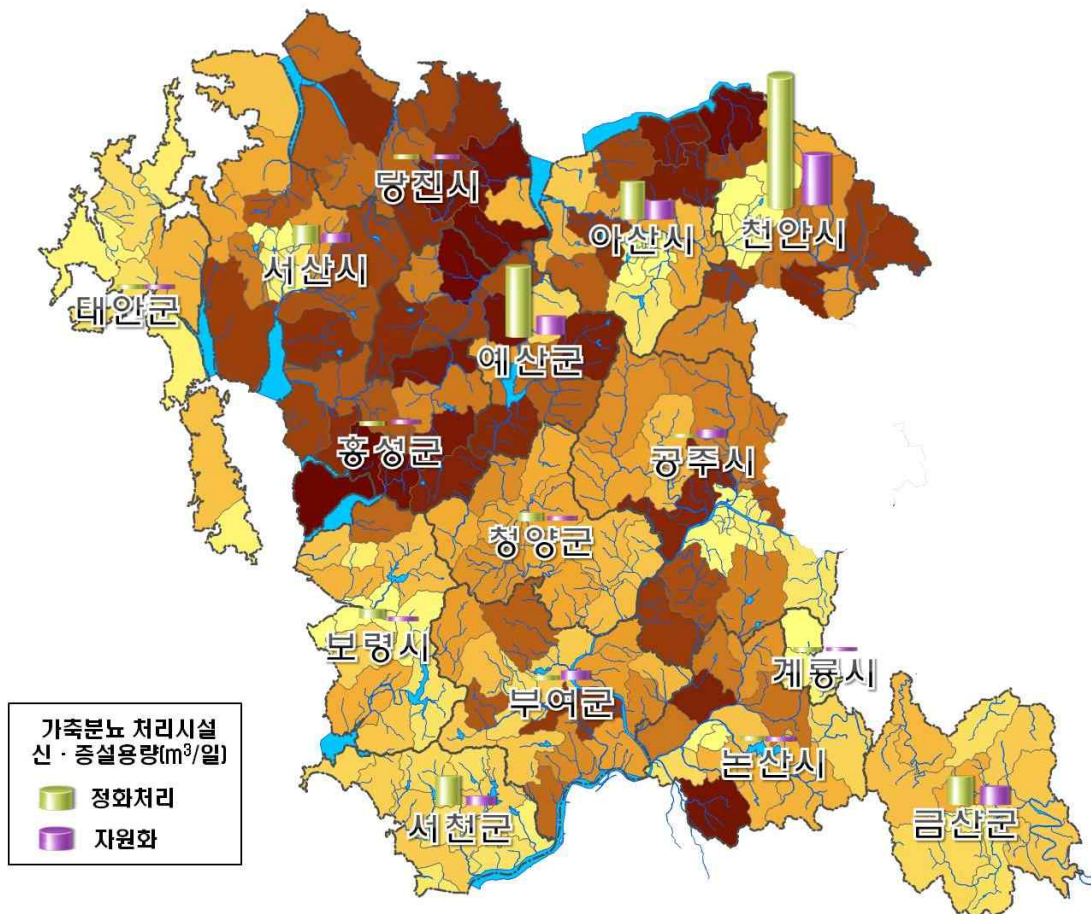 당진시
아산시
천안시
서산시
태안군
예산군
홍성군
공주시
청양군
보령시
부여군
계룡시
논산시
서천군
금산군
가축분뇨 처리시설
신 · 증설용량(m³/일)
정화처리
자원화